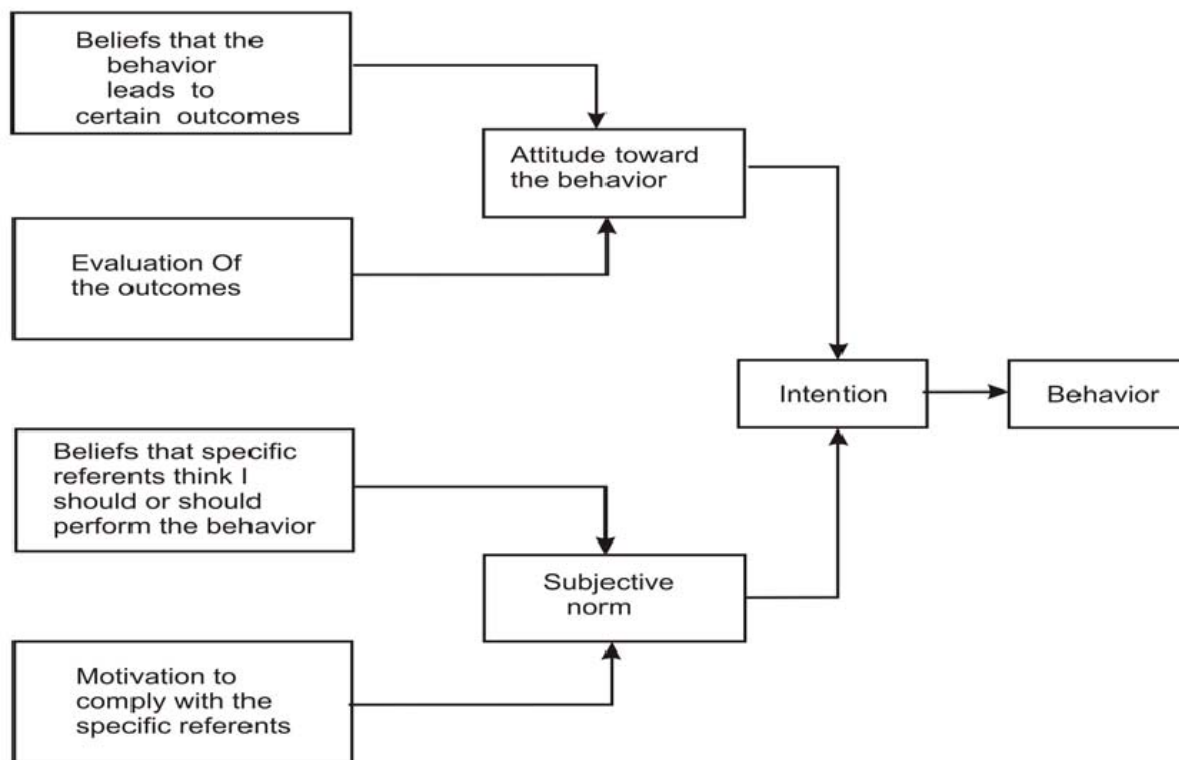 Beliefs that the
behavior
leads to
certain outcomes
Attitude toward
the behavior
Evaluation Of
the outcomes
Intention
Behavior
Beliefs that specific
referents think I
should or should
perform the behavior
Subjective
norm
Motivation to
comply with the
specific referents